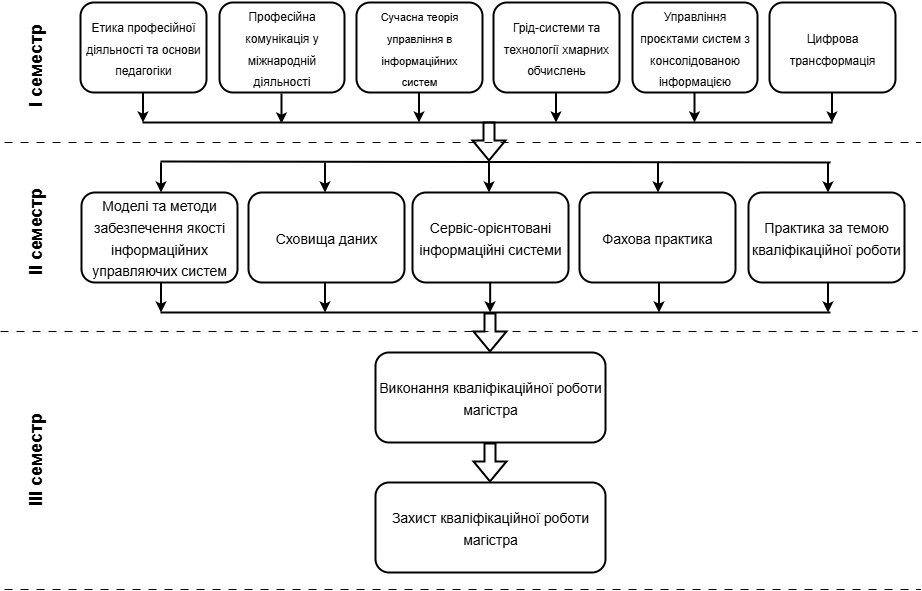 I семестр
Етика професійної
діяльності та основи
педагогіки
Професійна
комунікація у
міжнародній
діяльності
Сучасна теорія
управління в
інформаційних
систем
Грід-системи та
технології хмарних
обчислень
Управління
проєктами систем з
консолідованою
інформацією
Цифрова
трансформація
II семестр
Моделі та методи
забезпечення якості
інформаційних
управляючих систем
Сховища даних
Сервіс-орієнтовані
інформаційні системи
Фахова практика
Практика за темою
кваліфікаційної роботи
III семестр
Виконання кваліфікаційної роботи
магістра
Захист кваліфікаційної роботи
магістра